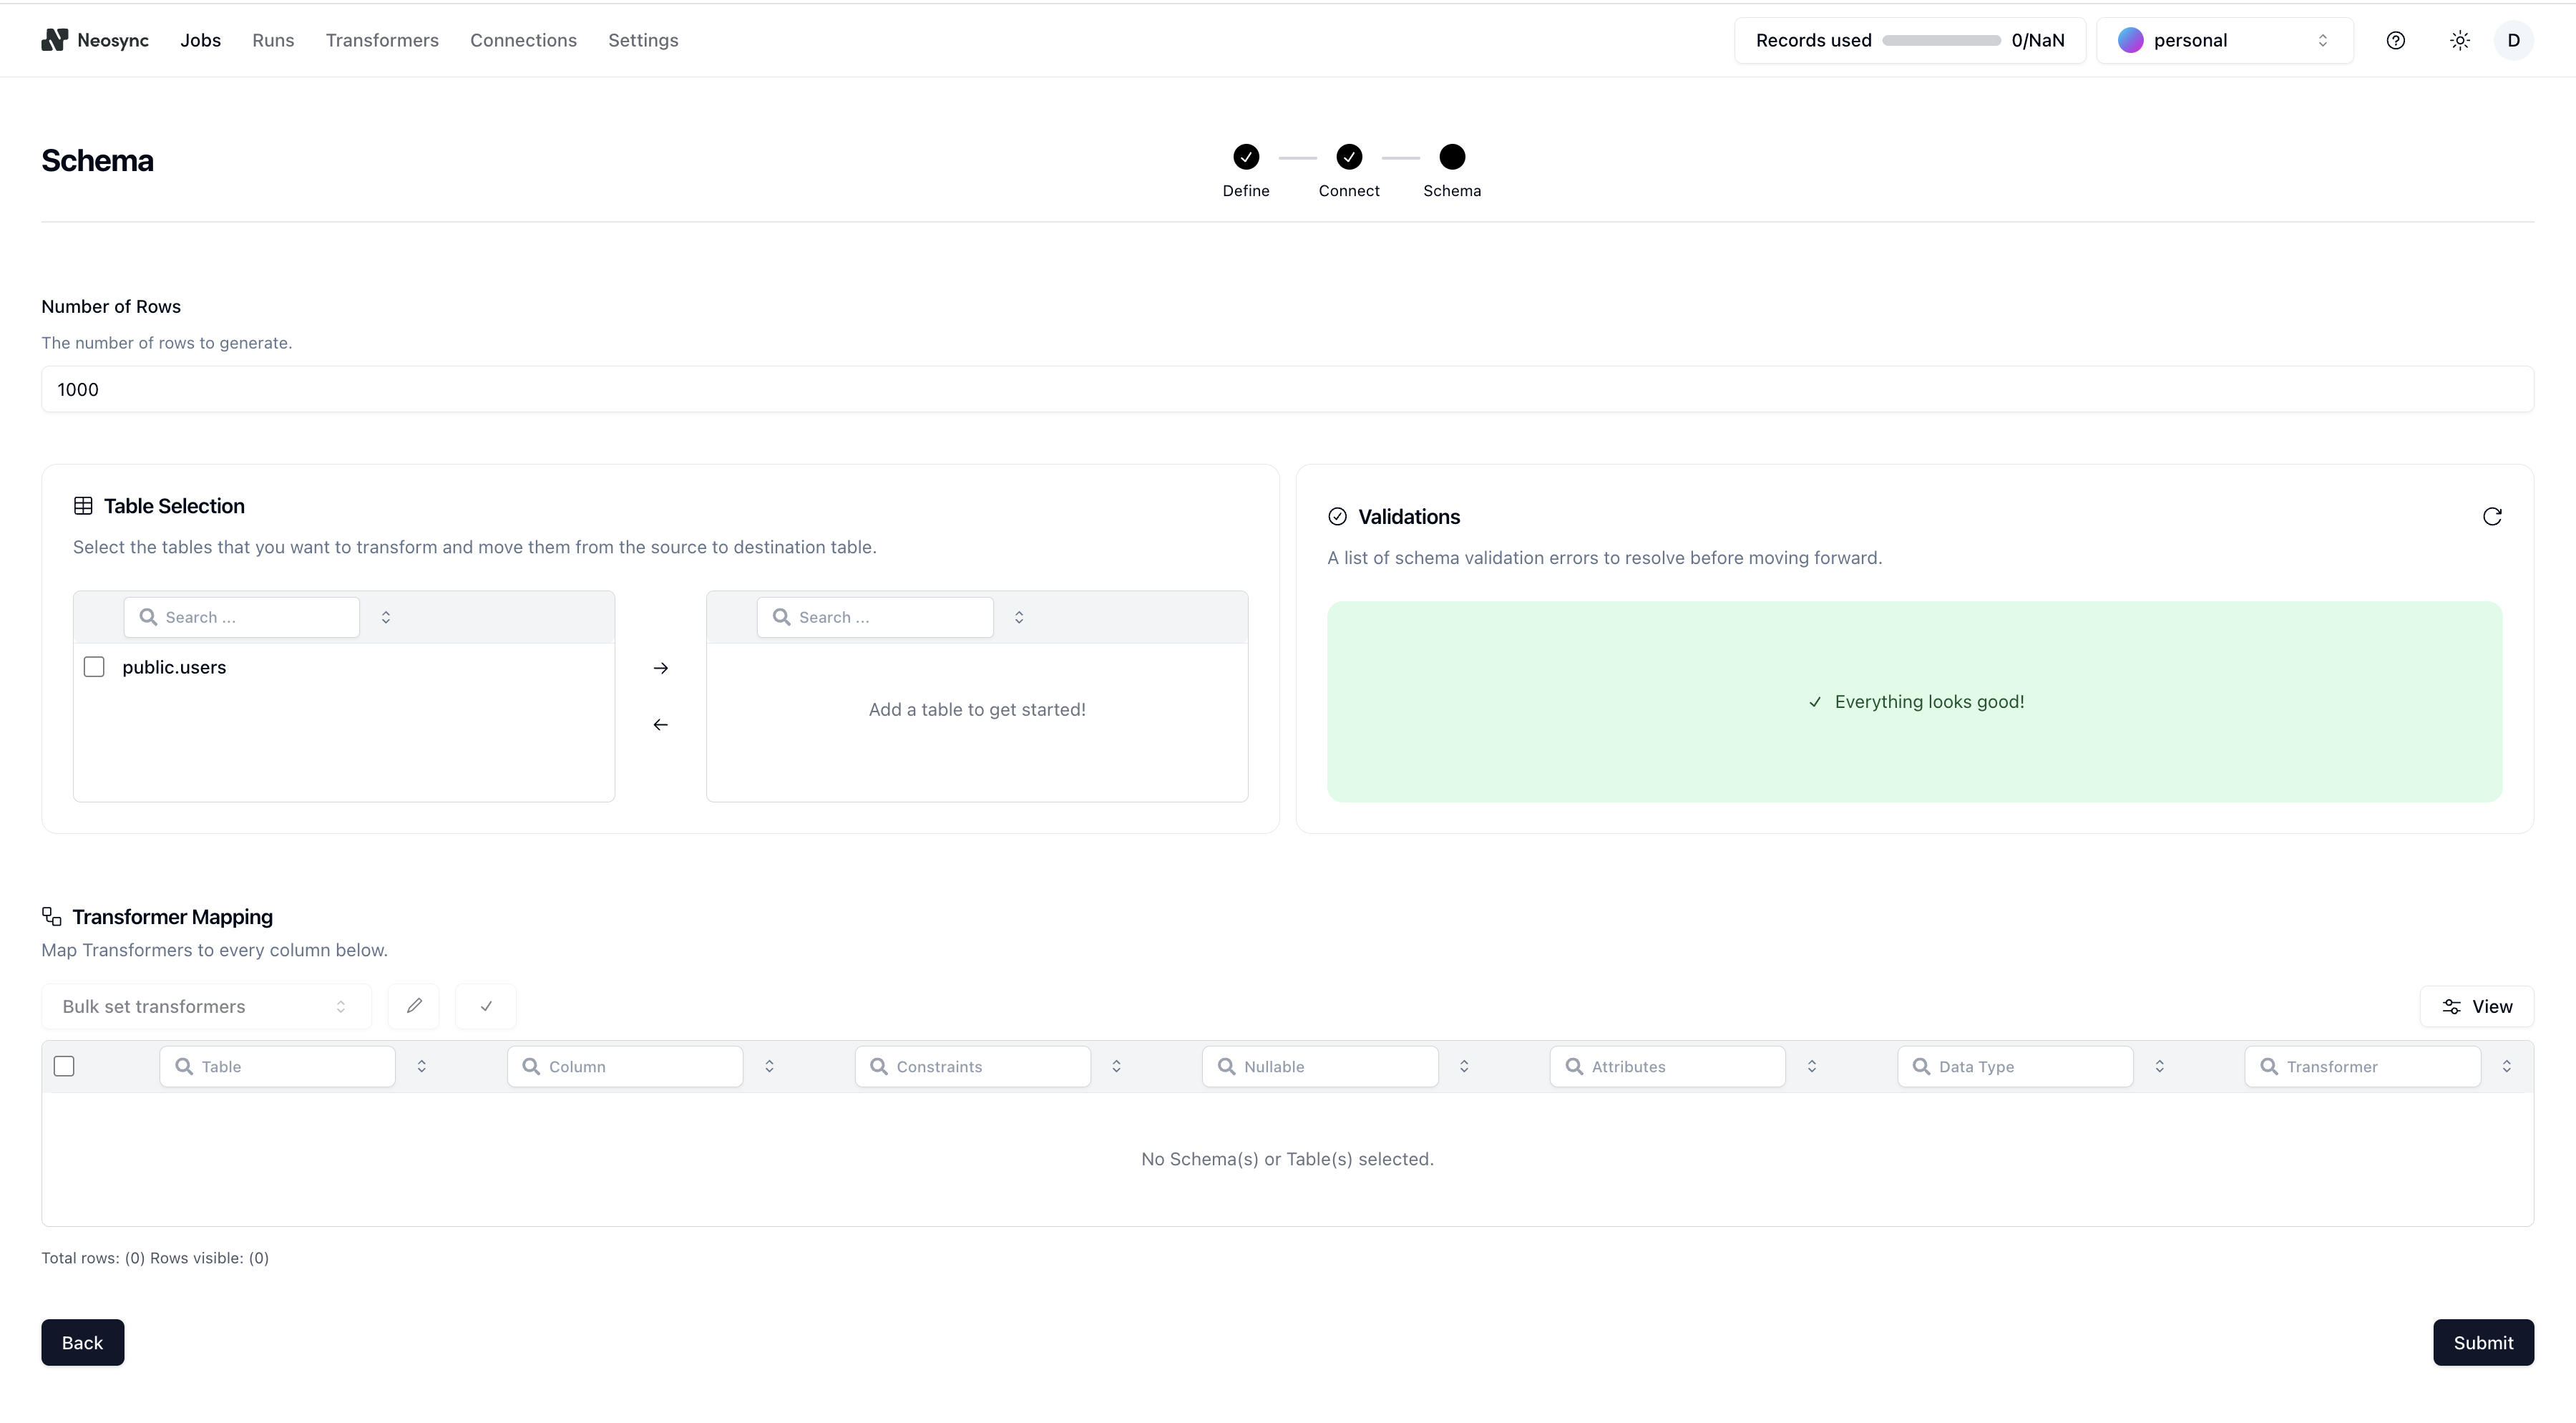 Neosync Jobs Runs Transformers Connections Settings Records used 0/NaN personal D
Schema
Define Connect Schema
Number of Rows
The number of rows to generate.
1000
Table Selection
Select the tables that you want to transform and move them from the source to destination table.
Search ...
public.users
Search ...
Add a table to get started!
Validations
A list of schema validation errors to resolve before moving forward.
Everything looks good!
Transformer Mapping
Map Transformers to every column below.
Bulk set transformers View
Table Column Constraints Nullable Attributes Data Type Transformer
No Schema(s) or Table(s) selected.
Total rows: (0) Rows visible: (0)
Back Submit